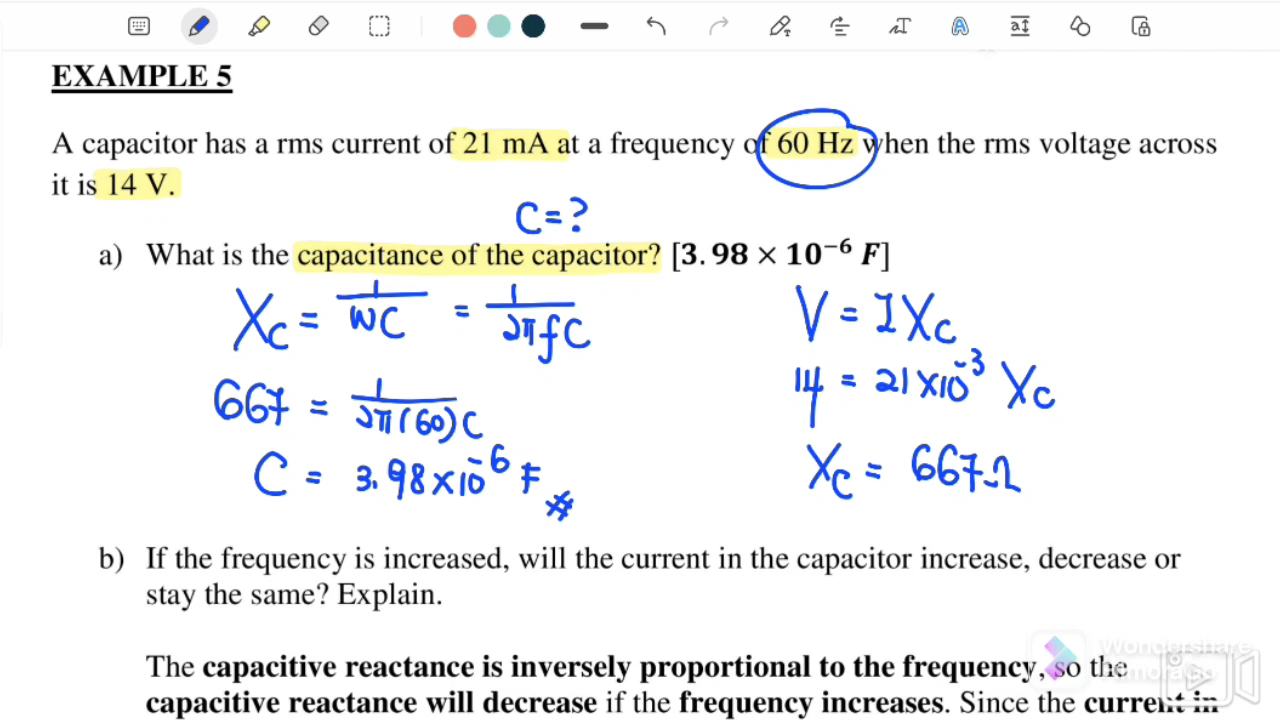 EXAMPLE 5
A capacitor has a rms current of 21 mA at a frequency of 60 Hz when the rms voltage across
it is 14 V.
C = ?
a) What is the capacitance of the capacitor? [3.98 × 10⁻⁶ F]
Xc = 1/WC = 1/2πfC
V = IXc
667 = 1/2π(60)C
14 = 21×10⁻³ Xc
C = 3.98×10⁻⁶ F #
Xc = 667Ω
b) If the frequency is increased, will the current in the capacitor increase, decrease or
stay the same? Explain.
The capacitive reactance is inversely proportional to the frequency, so the
capacitive reactance will decrease if the frequency increases. Since the current in
Wondershare